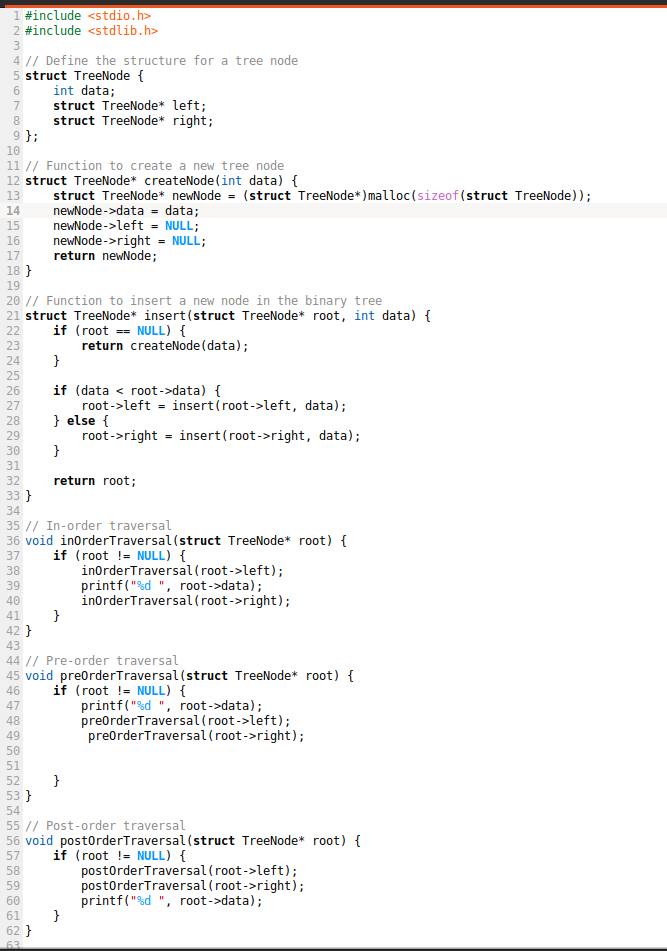 1 #include <stdio.h>
2 #include <stdlib.h>
3
4 // Define the structure for a tree node
5 struct TreeNode {
6     int data;
7     struct TreeNode* left;
8     struct TreeNode* right;
9 };
10
11 // Function to create a new tree node
12 struct TreeNode* createNode(int data) {
13     struct TreeNode* newNode = (struct TreeNode*)malloc(sizeof(struct TreeNode));
14     newNode->data = data;
15     newNode->left = NULL;
16     newNode->right = NULL;
17     return newNode;
18 }
19
20 // Function to insert a new node in the binary tree
21 struct TreeNode* insert(struct TreeNode* root, int data) {
22     if (root == NULL) {
23         return createNode(data);
24     }
25
26     if (data < root->data) {
27         root->left = insert(root->left, data);
28     } else {
29         root->right = insert(root->right, data);
30     }
31
32     return root;
33 }
34
35 // In-order traversal
36 void inOrderTraversal(struct TreeNode* root) {
37     if (root != NULL) {
38         inOrderTraversal(root->left);
39         printf("%d ", root->data);
40         inOrderTraversal(root->right);
41     }
42 }
43
44 // Pre-order traversal
45 void preOrderTraversal(struct TreeNode* root) {
46     if (root != NULL) {
47         printf("%d ", root->data);
48         preOrderTraversal(root->left);
49          preOrderTraversal(root->right);
50
51
52     }
53 }
54
55 // Post-order traversal
56 void postOrderTraversal(struct TreeNode* root) {
57     if (root != NULL) {
58         postOrderTraversal(root->left);
59         postOrderTraversal(root->right);
60         printf("%d ", root->data);
61     }
62 }
63